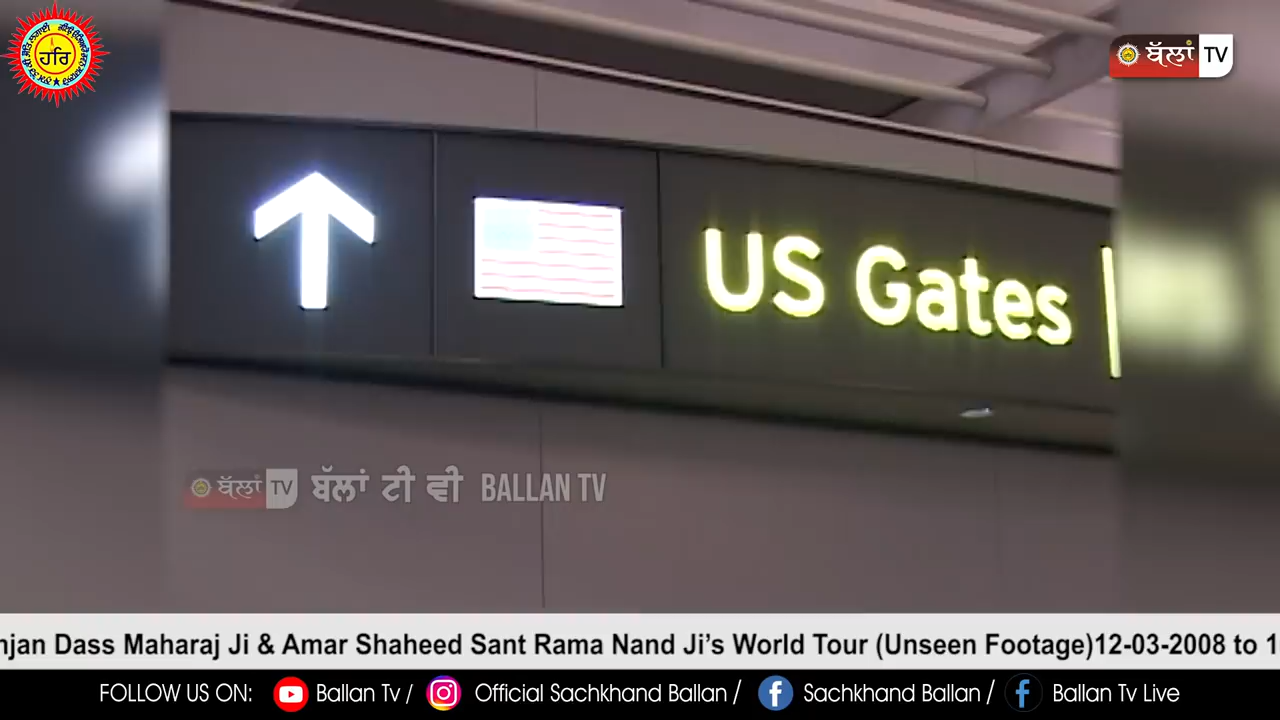 ਹਰਿ
ਬੱਲਾਂ TV
US Gates
ਬੱਲਾਂ TV ਬੱਲਾਂ ਟੀ ਵੀ BALLAN TV
njan Dass Maharaj Ji & Amar Shaheed Sant Rama Nand Ji’s World Tour (Unseen Footage)12-03-2008 to 1
FOLLOW US ON: Ballan Tv / Official Sachkhand Ballan / Sachkhand Ballan / Ballan Tv Live